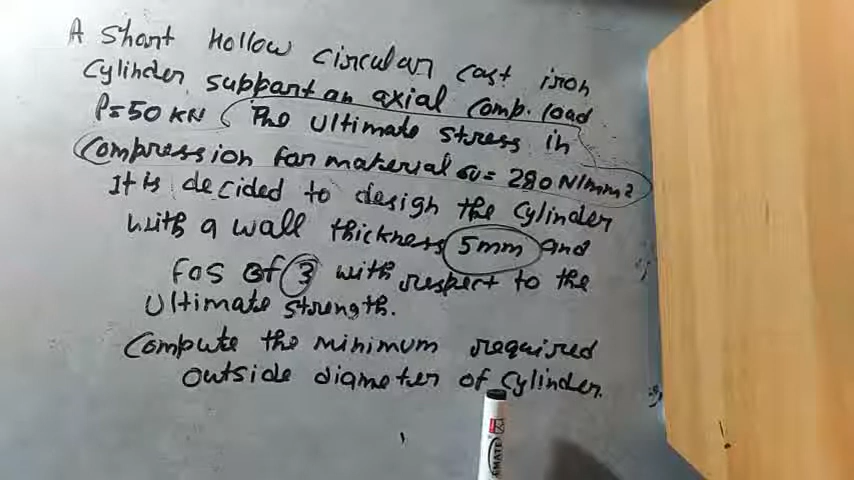 A Short Hollow circular cast iron
Cylinder support an axial comp. load
P=50 KN The Ultimate stress in
Compression for material σu = 280 N/mm2
It is decided to design the Cylinder
with a wall thickness 5mm and
FOS of 3 with respect to the
Ultimate strength.
Compute the minimum required
outside diameter of Cylinder.